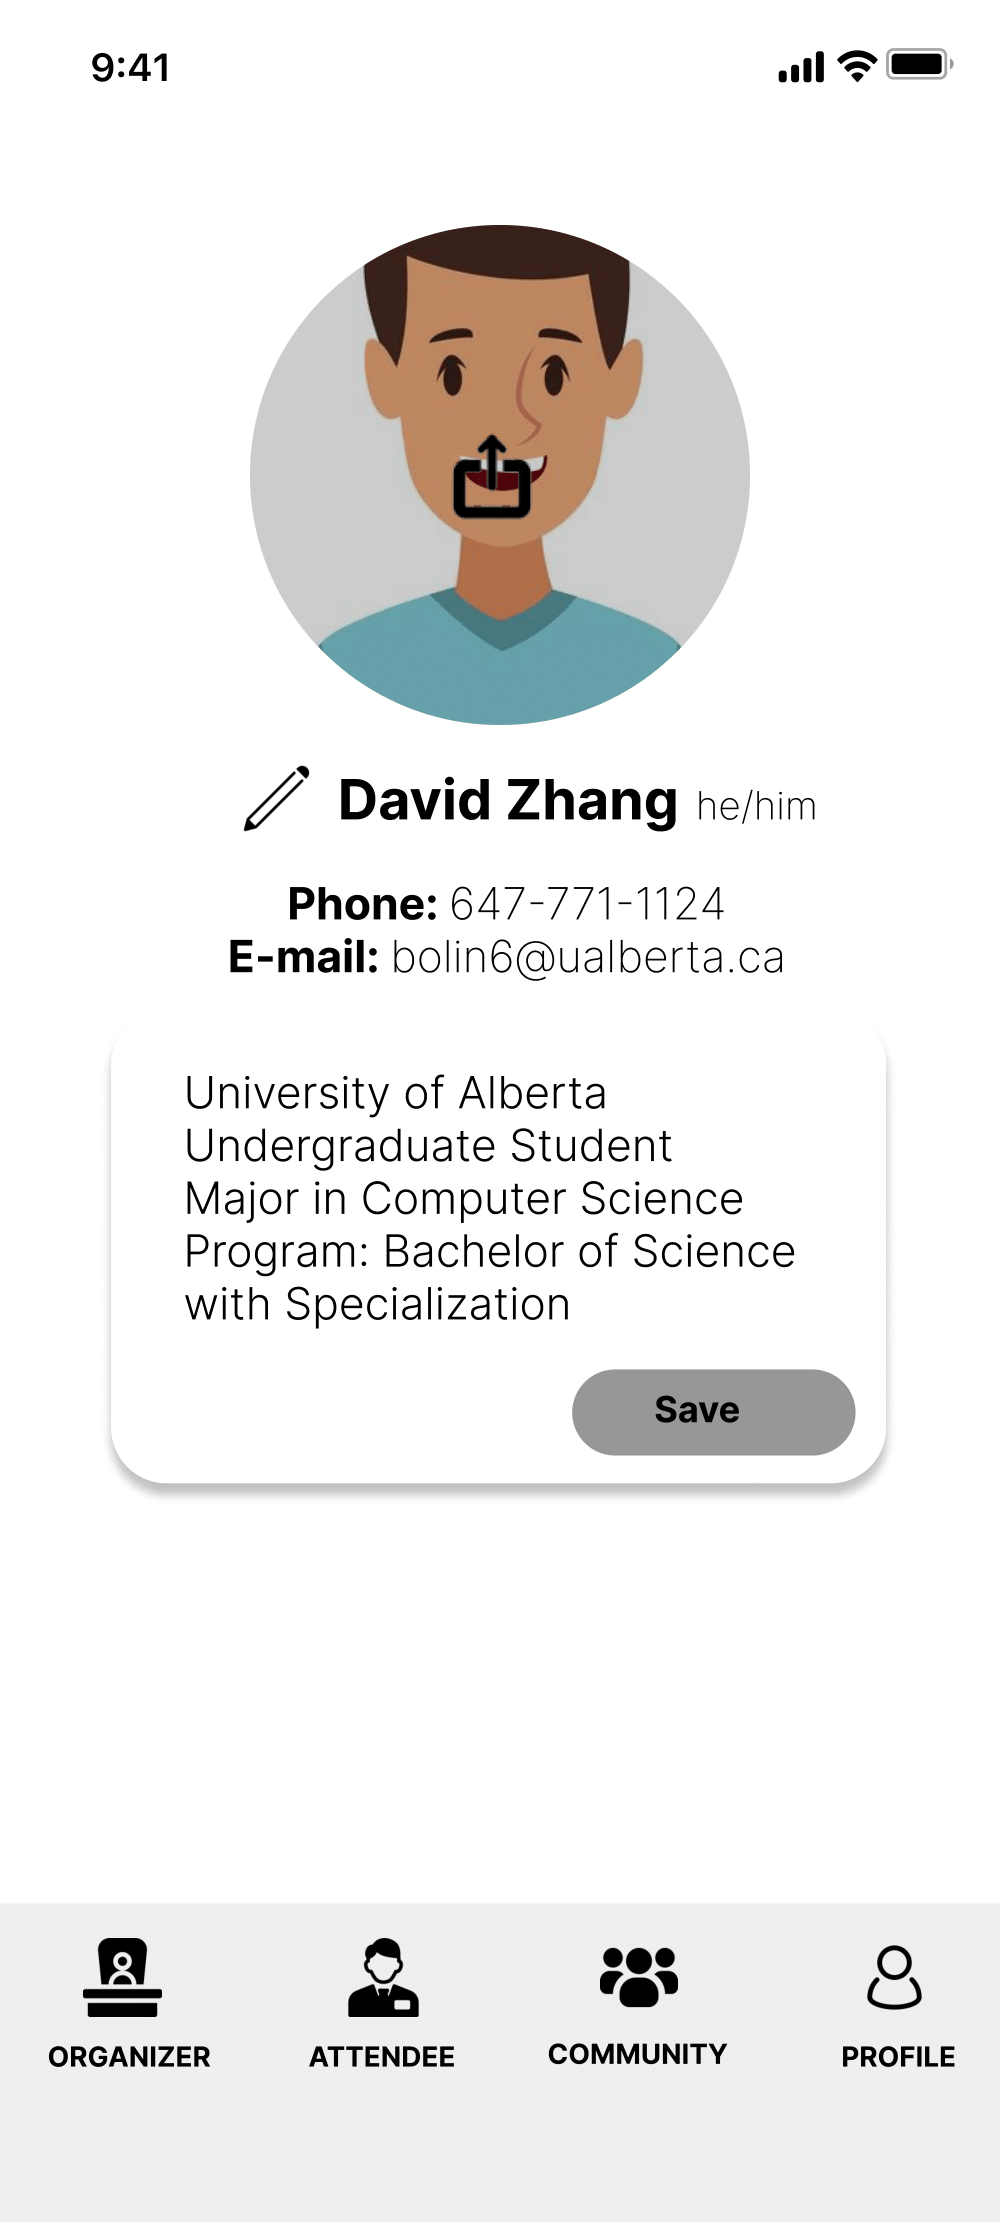 9:41
David Zhang he/him
Phone: 647-771-1124
E-mail: bolin6@ualberta.ca
University of Alberta
Undergraduate Student
Major in Computer Science
Program: Bachelor of Science
with Specialization
Save
ORGANIZER ATTENDEE COMMUNITY PROFILE